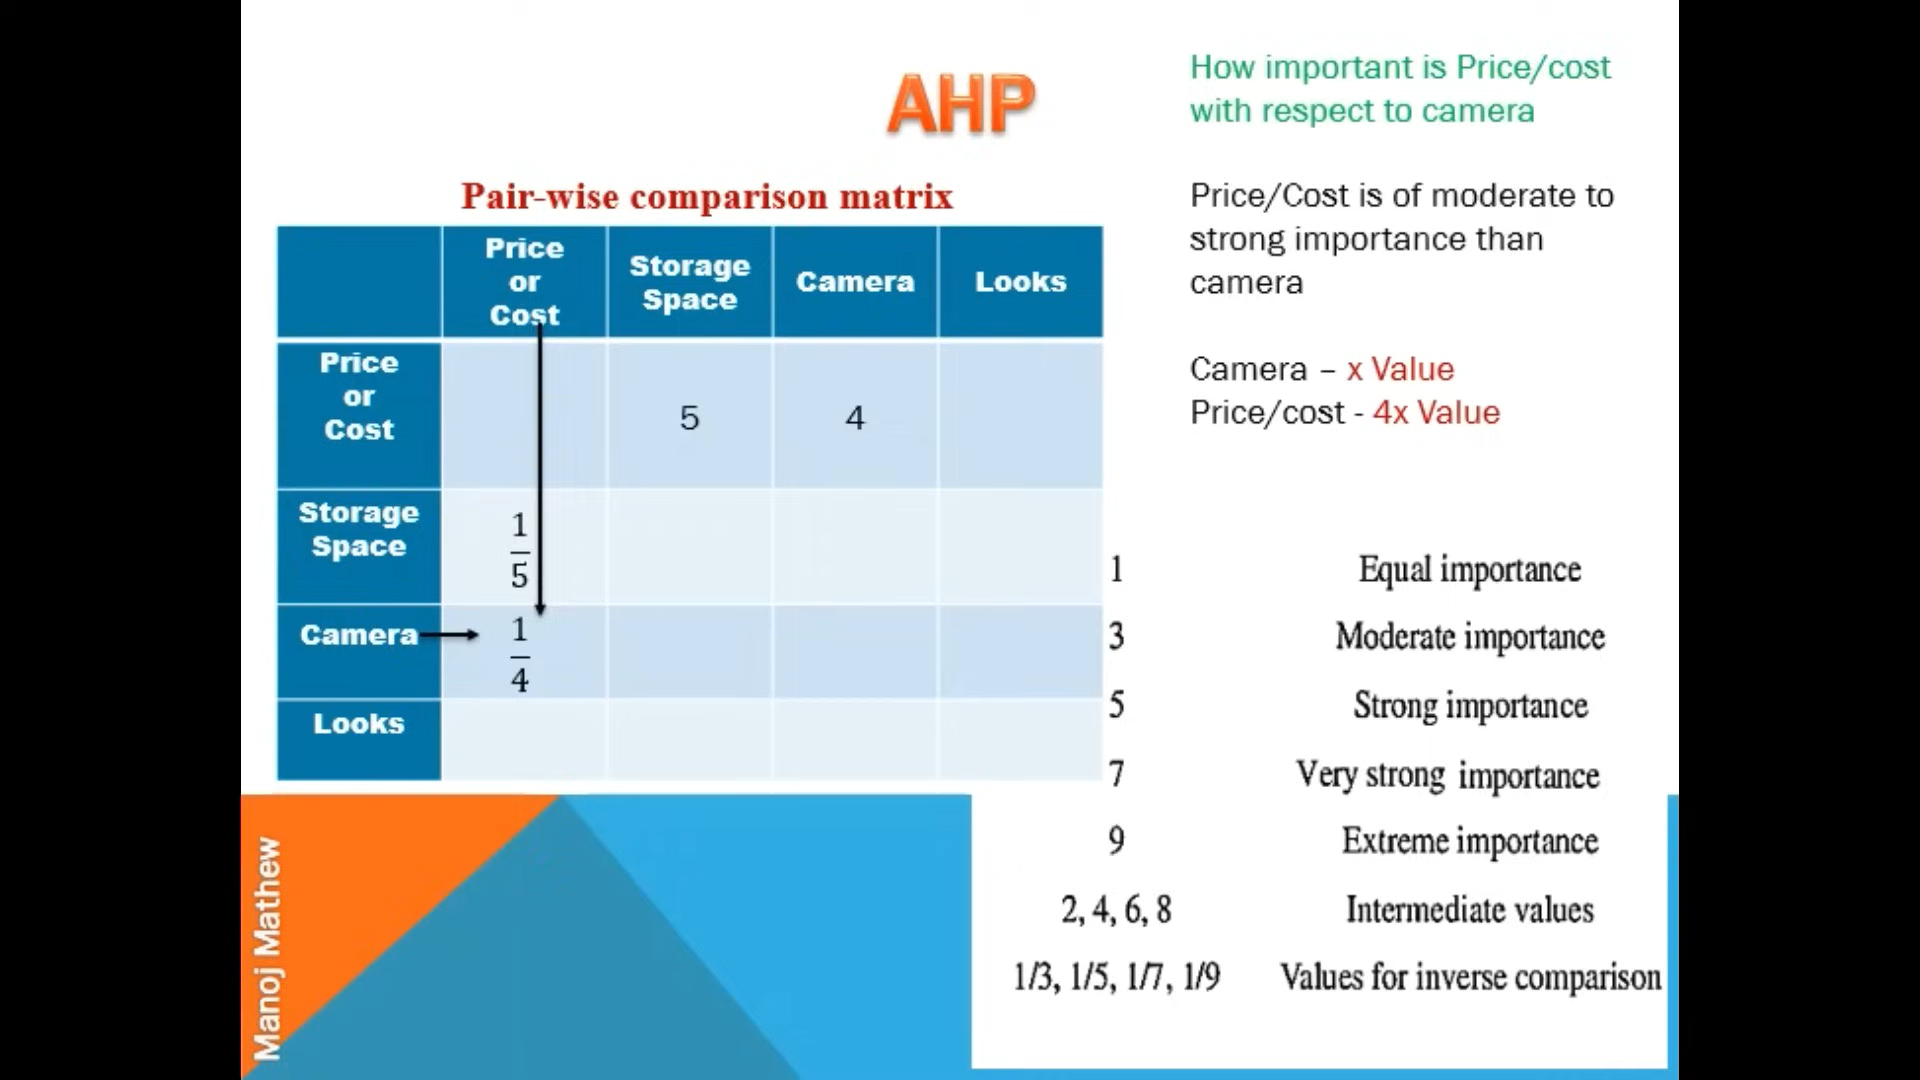 AHP
How important is Price/cost
with respect to camera
Price/Cost is of moderate to
strong importance than
camera
Camera – x Value
Price/cost - 4x Value
Pair-wise comparison matrix
Price
or
Cost
Storage
Space
Camera
Looks
Price
or
Cost
5
4
Storage
Space
1
5
Camera
1
4
Looks
1 Equal importance
3 Moderate importance
5 Strong importance
7 Very strong importance
9 Extreme importance
2, 4, 6, 8 Intermediate values
1/3, 1/5, 1/7, 1/9 Values for inverse comparison
Manoj Mathew